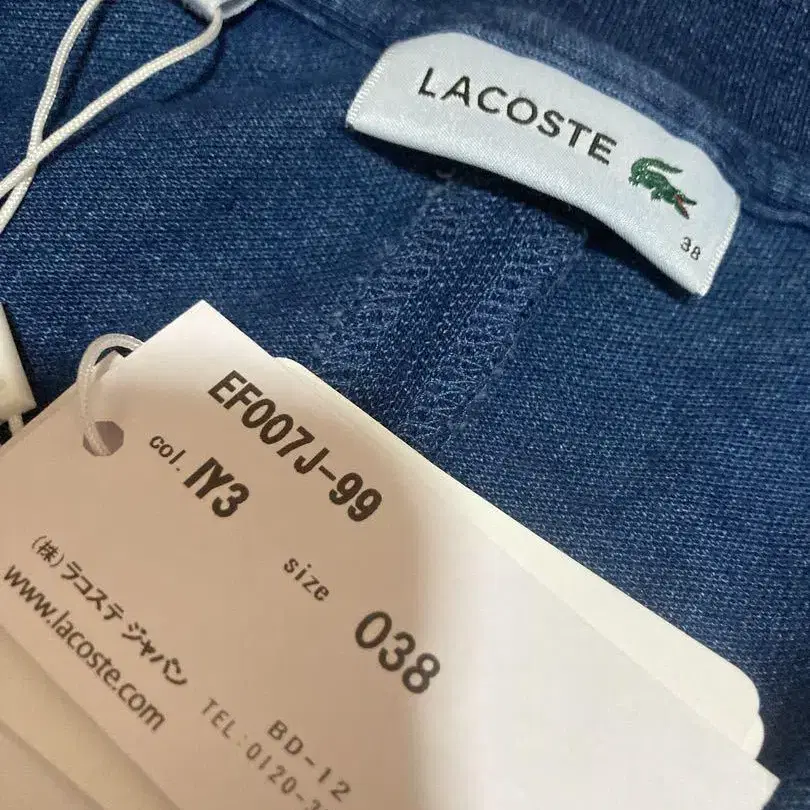 LACOSTE
38
EF007J-99
col. IY3
size 038
(株)ラコステ ジャパン
www.lacoste.com
BD-12
TEL:0120-3